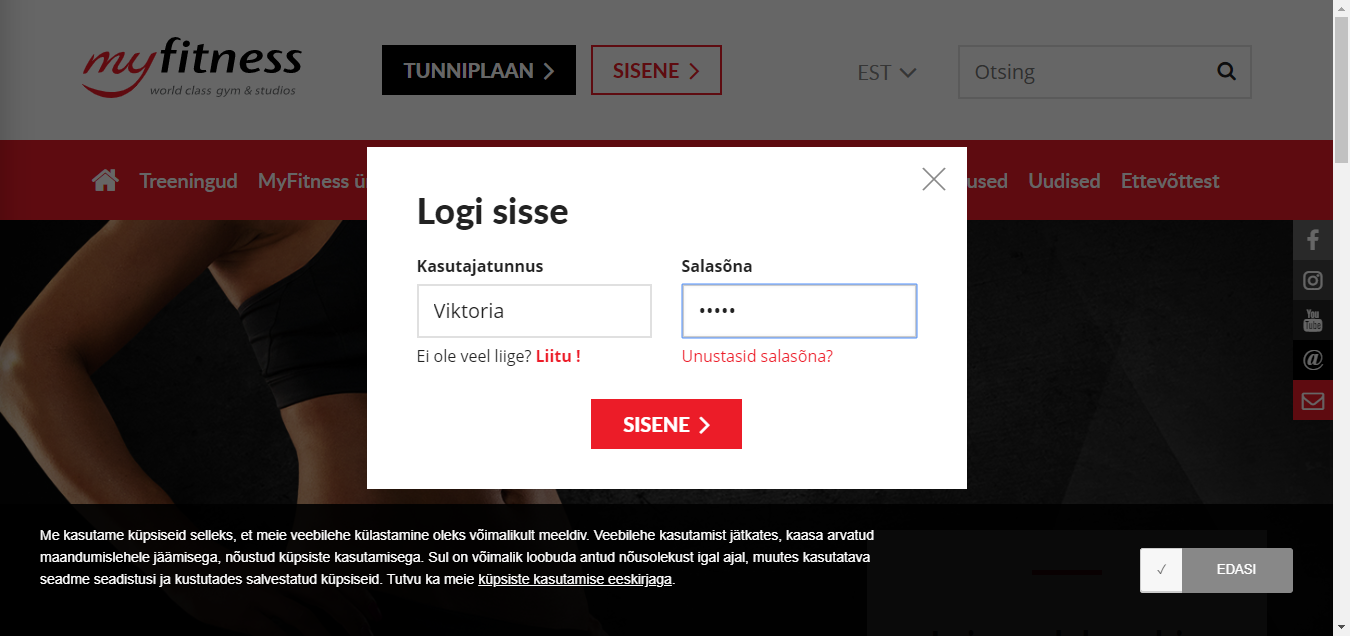 myfitness
world class gym & studios
TUNNIPLAAN
SISENE
EST
Otsing
Treeningud
MyFitness ür
used
Uudised
Ettevõttest
Logi sisse
Kasutajatunnus
Salasõna
Viktoria
•••••
Ei ole veel liige? Liitu !
Unustasid salasõna?
SISENE
You
Tube
@
Me kasutame küpsiseid selleks, et meie veebilehe külastamine oleks võimalikult meeldiv. Veebilehe kasutamist jätkates, kaasa arvatud
maandumislehele jäämisega, nõustud küpsiste kasutamisega. Sul on võimalik loobuda antud nõusolekust igal ajal, muutes kasutatava
seadme seadistusi ja kustutades salvestatud küpsiseid. Tutvu ka meie küpsiste kasutamise eeskirjaga.
✓ EDASI